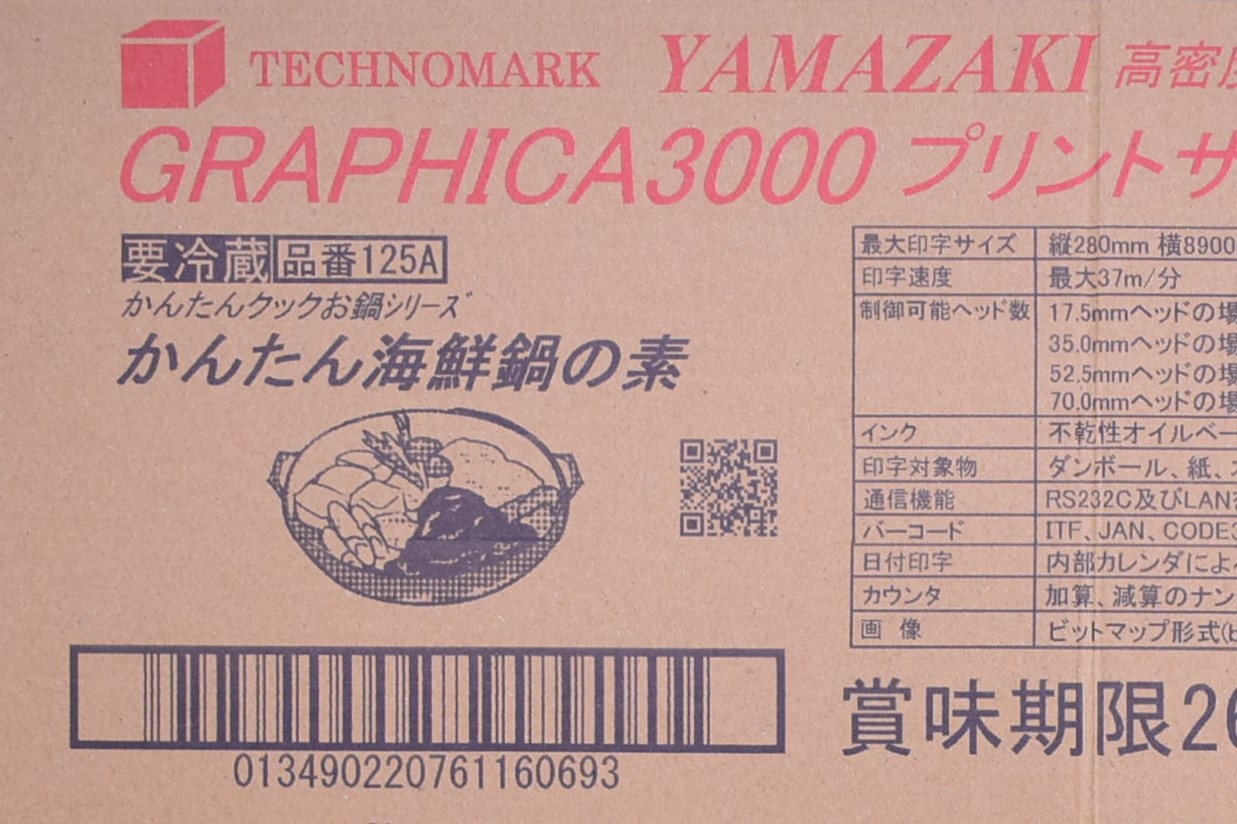 TECHNOMARK YAMAZAKI 高密度
GRAPHICA3000 プリントサ
要冷蔵 品番125A
かんたんクックお鍋シリーズ
かんたん海鮮鍋の素
最大印字サイズ 縦280mm 横8900
印字速度 最大37m/分
制御可能ヘッド数 17.5mmヘッドの場
35.0mmヘッドの場
52.5mmヘッドの場
70.0mmヘッドの場
インク 不乾性オイルベー
印字対象物 ダンボール、紙、
通信機能 RS232C及びLAN
バーコード ITF、JAN、CODE3
日付印字 内部カレンダによ
カウンタ 加算、減算のナン
画 像 ビットマップ形式(b
賞味期限26
013490220761160693